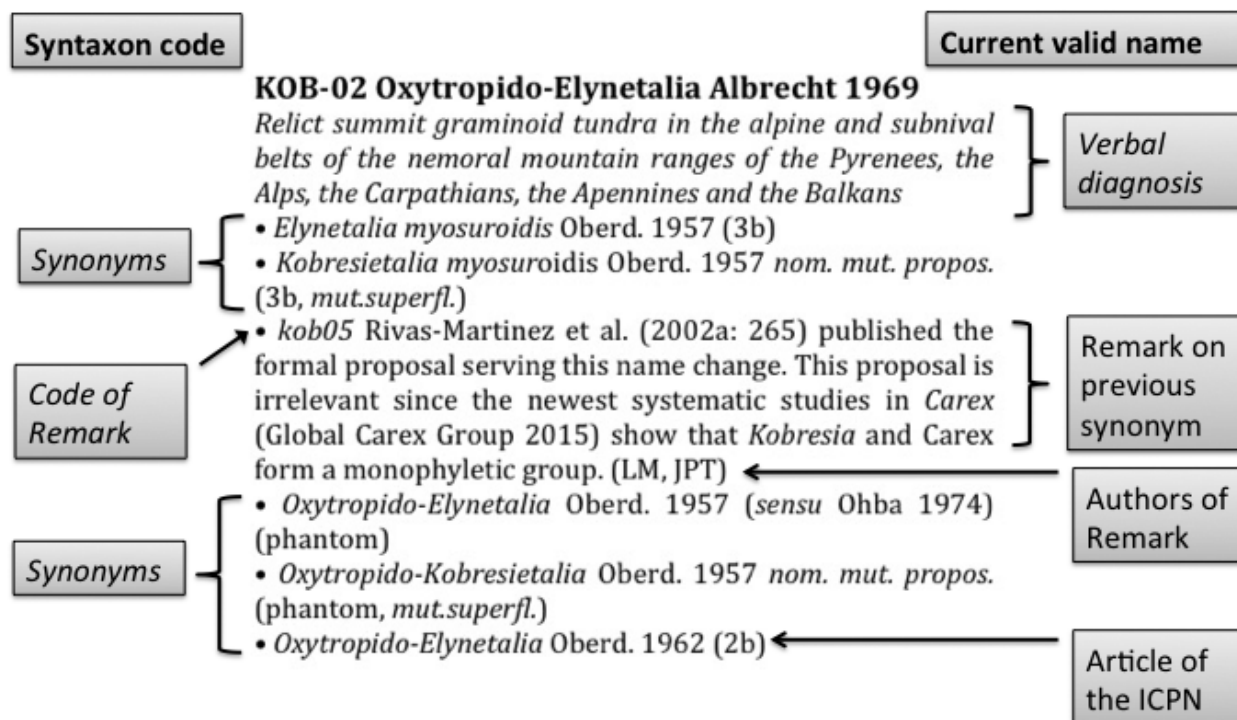 Syntaxon code
Current valid name
KOB-02 Oxytropido-Elynetalia Albrecht 1969
Relict summit graminoid tundra in the alpine and subnival
belts of the nemoral mountain ranges of the Pyrenees, the
Alps, the Carpathians, the Apennines and the Balkans
Verbal
diagnosis
Synonyms
• Elynetalia myosuroidis Oberd. 1957 (3b)
• Kobresietalia myosuroidis Oberd. 1957 nom. mut. propos.
(3b, mut.superfl.)
Code of
Remark
• kob05 Rivas-Martinez et al. (2002a: 265) published the
formal proposal serving this name change. This proposal is
irrelevant since the newest systematic studies in Carex
(Global Carex Group 2015) show that Kobresia and Carex
form a monophyletic group. (LM, JPT)
Remark on
previous
synonym
Authors of
Remark
Synonyms
• Oxytropido-Elynetalia Oberd. 1957 (sensu Ohba 1974)
(phantom)
• Oxytropido-Kobresietalia Oberd. 1957 nom. mut. propos.
(phantom, mut.superfl.)
• Oxytropido-Elynetalia Oberd. 1962 (2b)
Article of
the ICPN